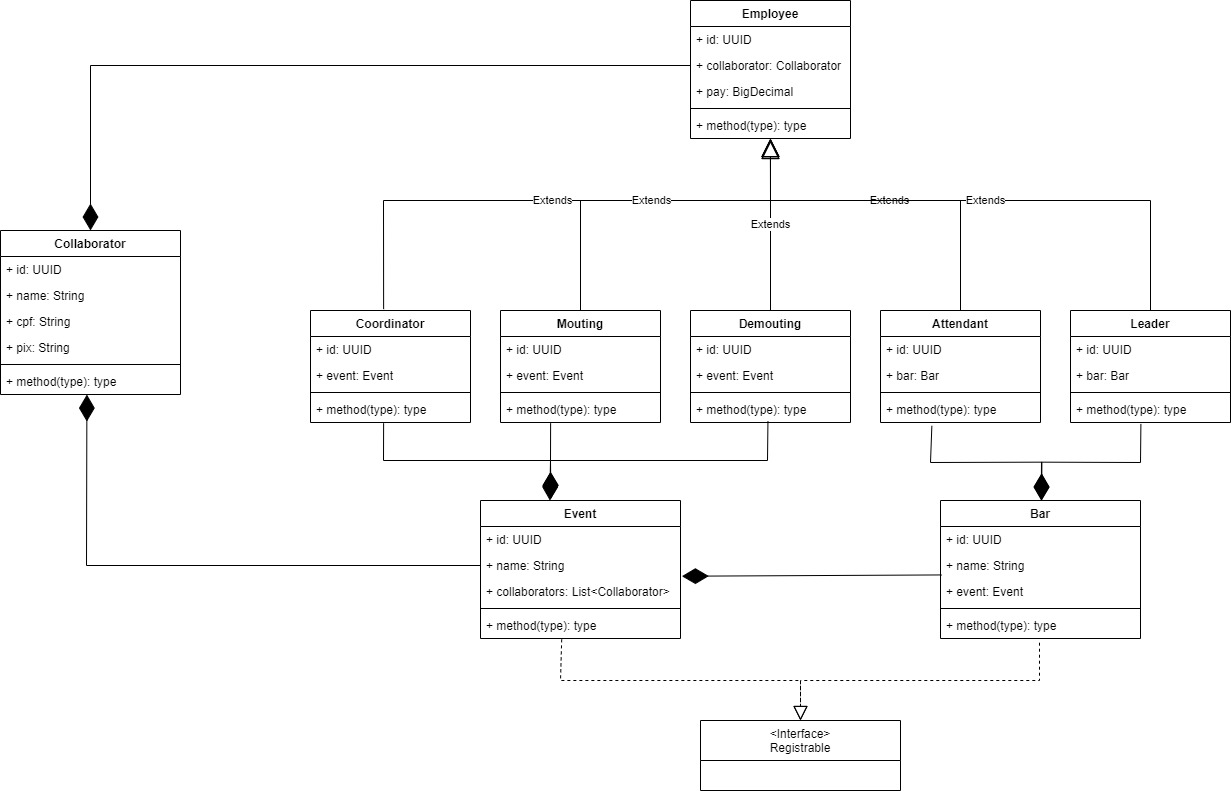 Employee
+ id: UUID
+ collaborator: Collaborator
+ pay: BigDecimal
+ method(type): type
Extends
Extends
Extends
Extends
Extends
Collaborator
+ id: UUID
+ name: String
+ cpf: String
+ pix: String
+ method(type): type
Coordinator
+ id: UUID
+ event: Event
+ method(type): type
Mouting
+ id: UUID
+ event: Event
+ method(type): type
Demouting
+ id: UUID
+ event: Event
+ method(type): type
Attendant
+ id: UUID
+ bar: Bar
+ method(type): type
Leader
+ id: UUID
+ bar: Bar
+ method(type): type
Event
+ id: UUID
+ name: String
+ collaborators: List<Collaborator>
+ method(type): type
Bar
+ id: UUID
+ name: String
+ event: Event
+ method(type): type
<Interface>
Registrable